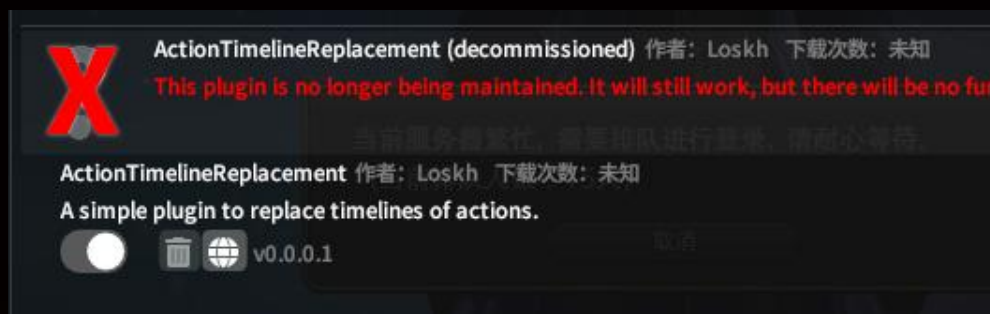 ActionTimelineReplacement (decommissioned) 作者：Loskh 下载次数：未知
This plugin is no longer being maintained. It will still work, but there will be no fu
当前服务器繁忙，需要排队进行登录，请耐心等待。
ActionTimelineReplacement 作者：Loskh 下载次数：未知
A simple plugin to replace timelines of actions.
取消
v0.0.0.1